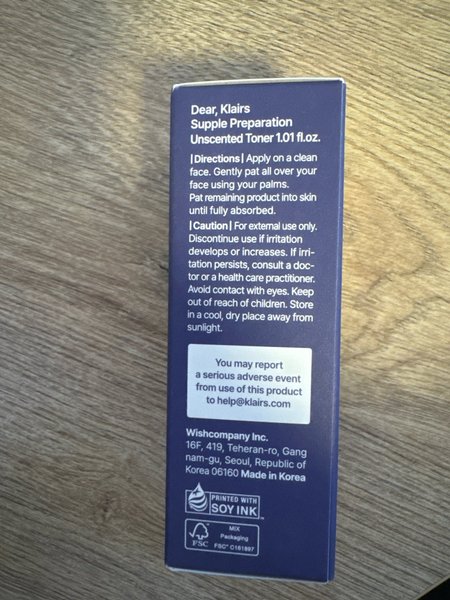 Dear, Klairs
Supple Preparation
Unscented Toner 1.01 fl.oz.
| Directions | Apply on a clean
face. Gently pat all over your
face using your palms.
Pat remaining product into skin
until fully absorbed.
| Caution | For external use only.
Discontinue use if irritation
develops or increases. If irri-
tation persists, consult a doc-
tor or a health care practitioner.
Avoid contact with eyes. Keep
out of reach of children. Store
in a cool, dry place away from
sunlight.
You may report
a serious adverse event
from use of this product
to help@klairs.com
Wishcompany Inc.
16F, 419, Teheran-ro, Gang
nam-gu, Seoul, Republic of
Korea 06160 Made in Korea
PRINTED WITH
SOY INK™
MIX
Packaging
FSC
FSC® C161897